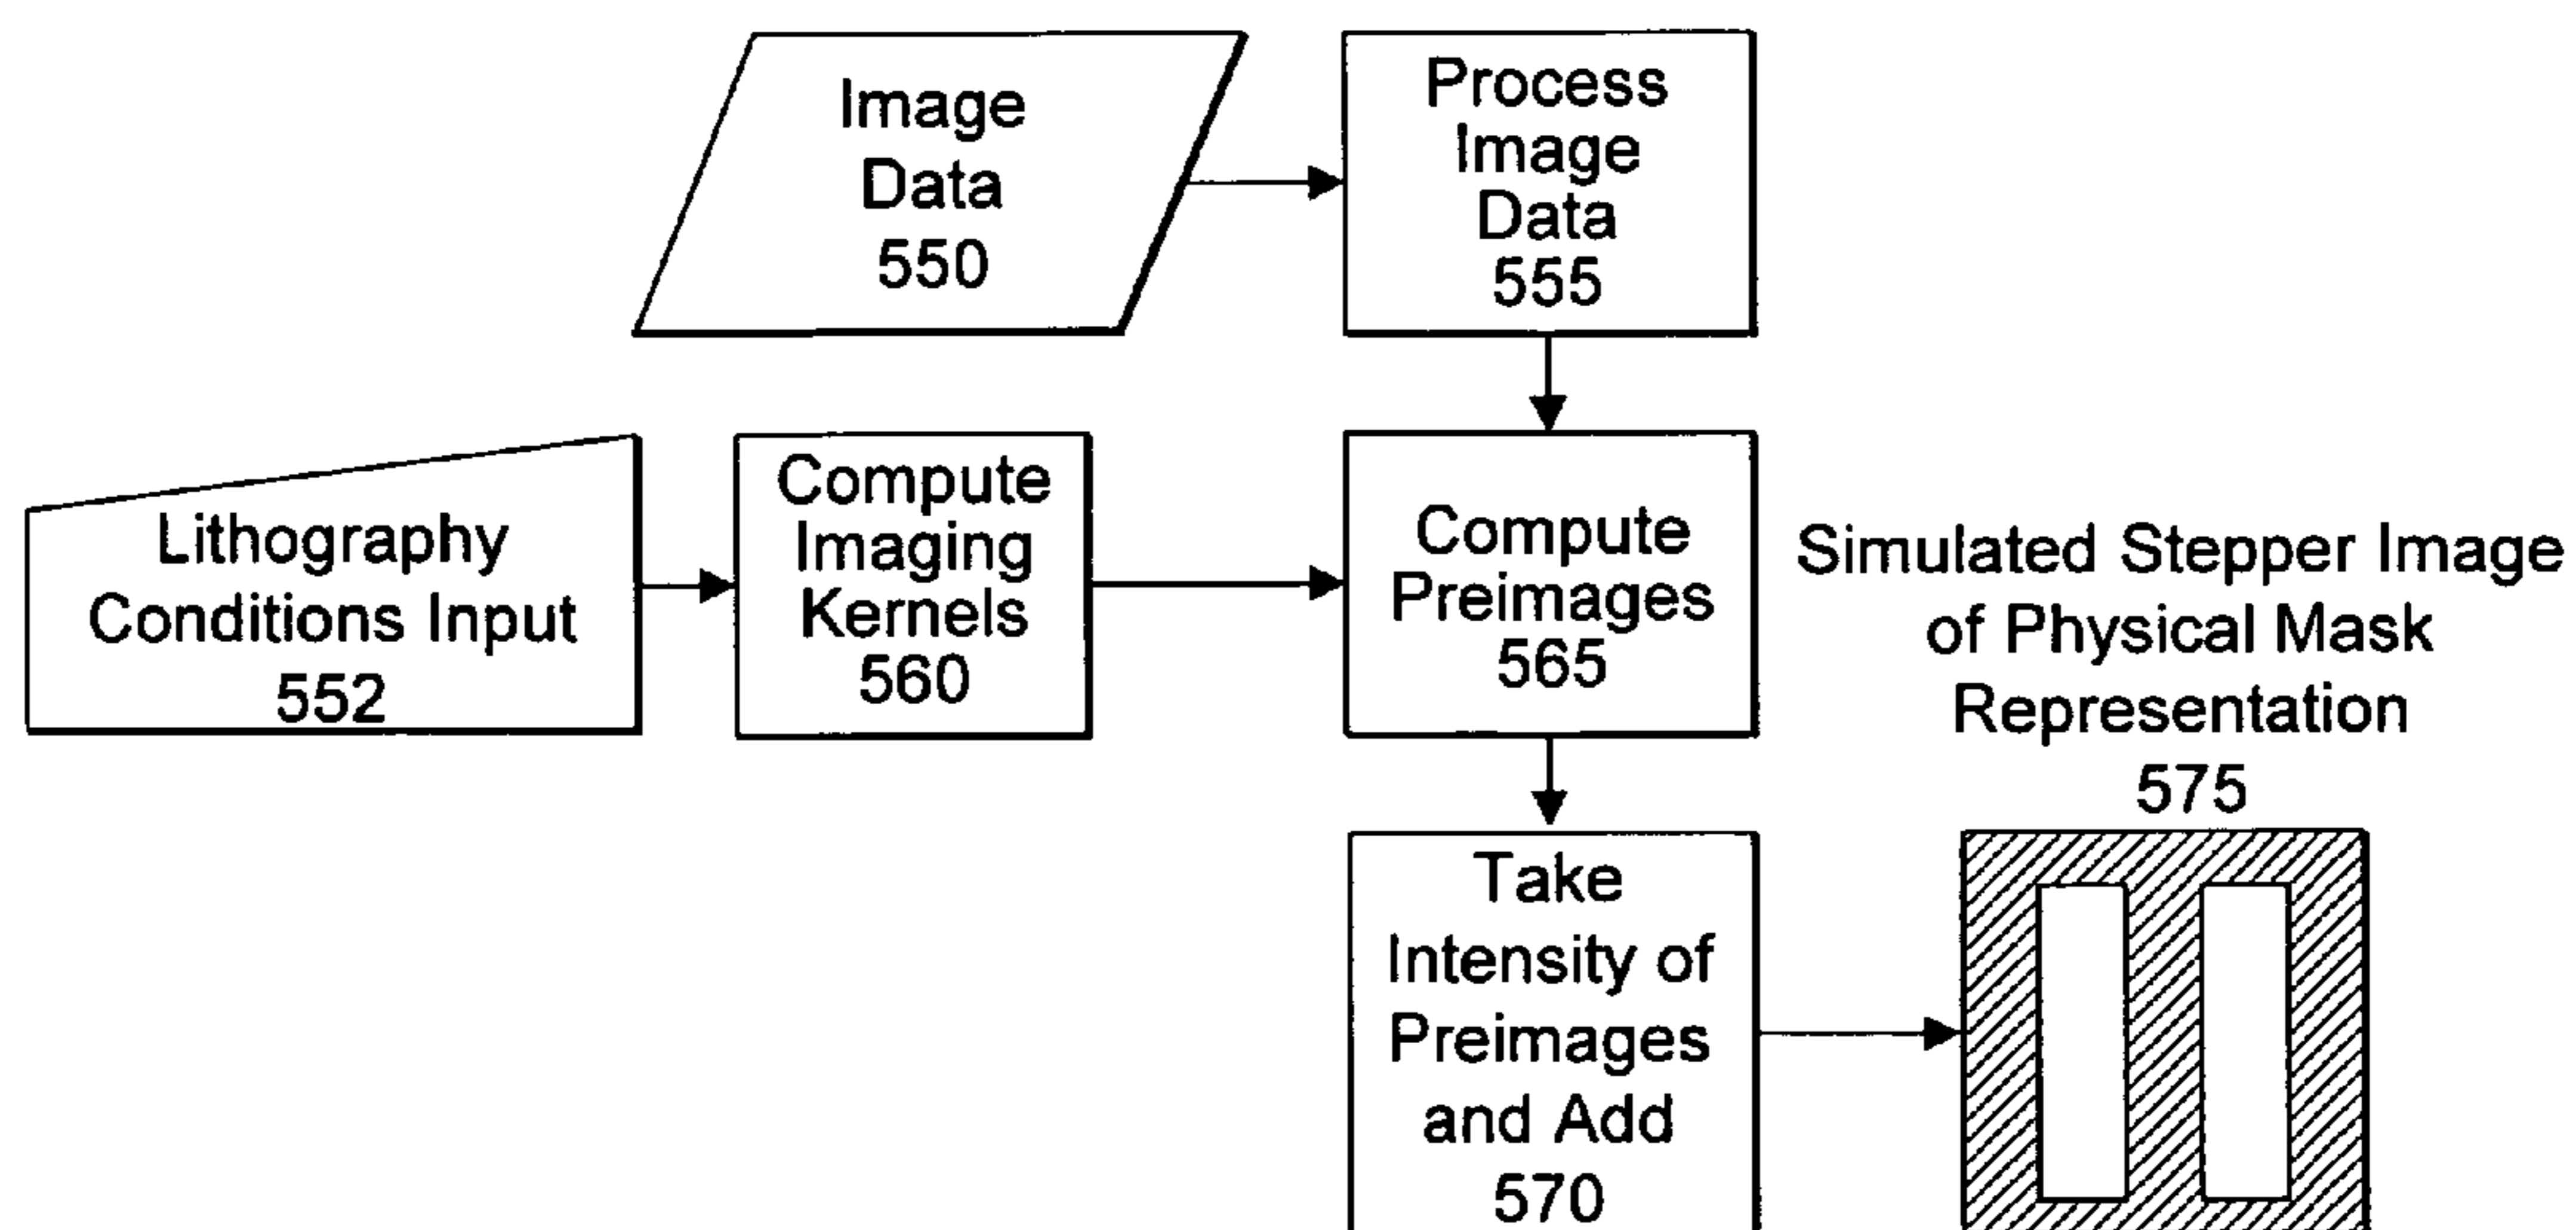 Image
Data
550
Process
Image
Data
555
Lithography
Conditions Input
552
Compute
Imaging
Kernels
560
Compute
Preimages
565
Simulated Stepper Image
of Physical Mask
Representation
575
Take
Intensity of
Preimages
and Add
570